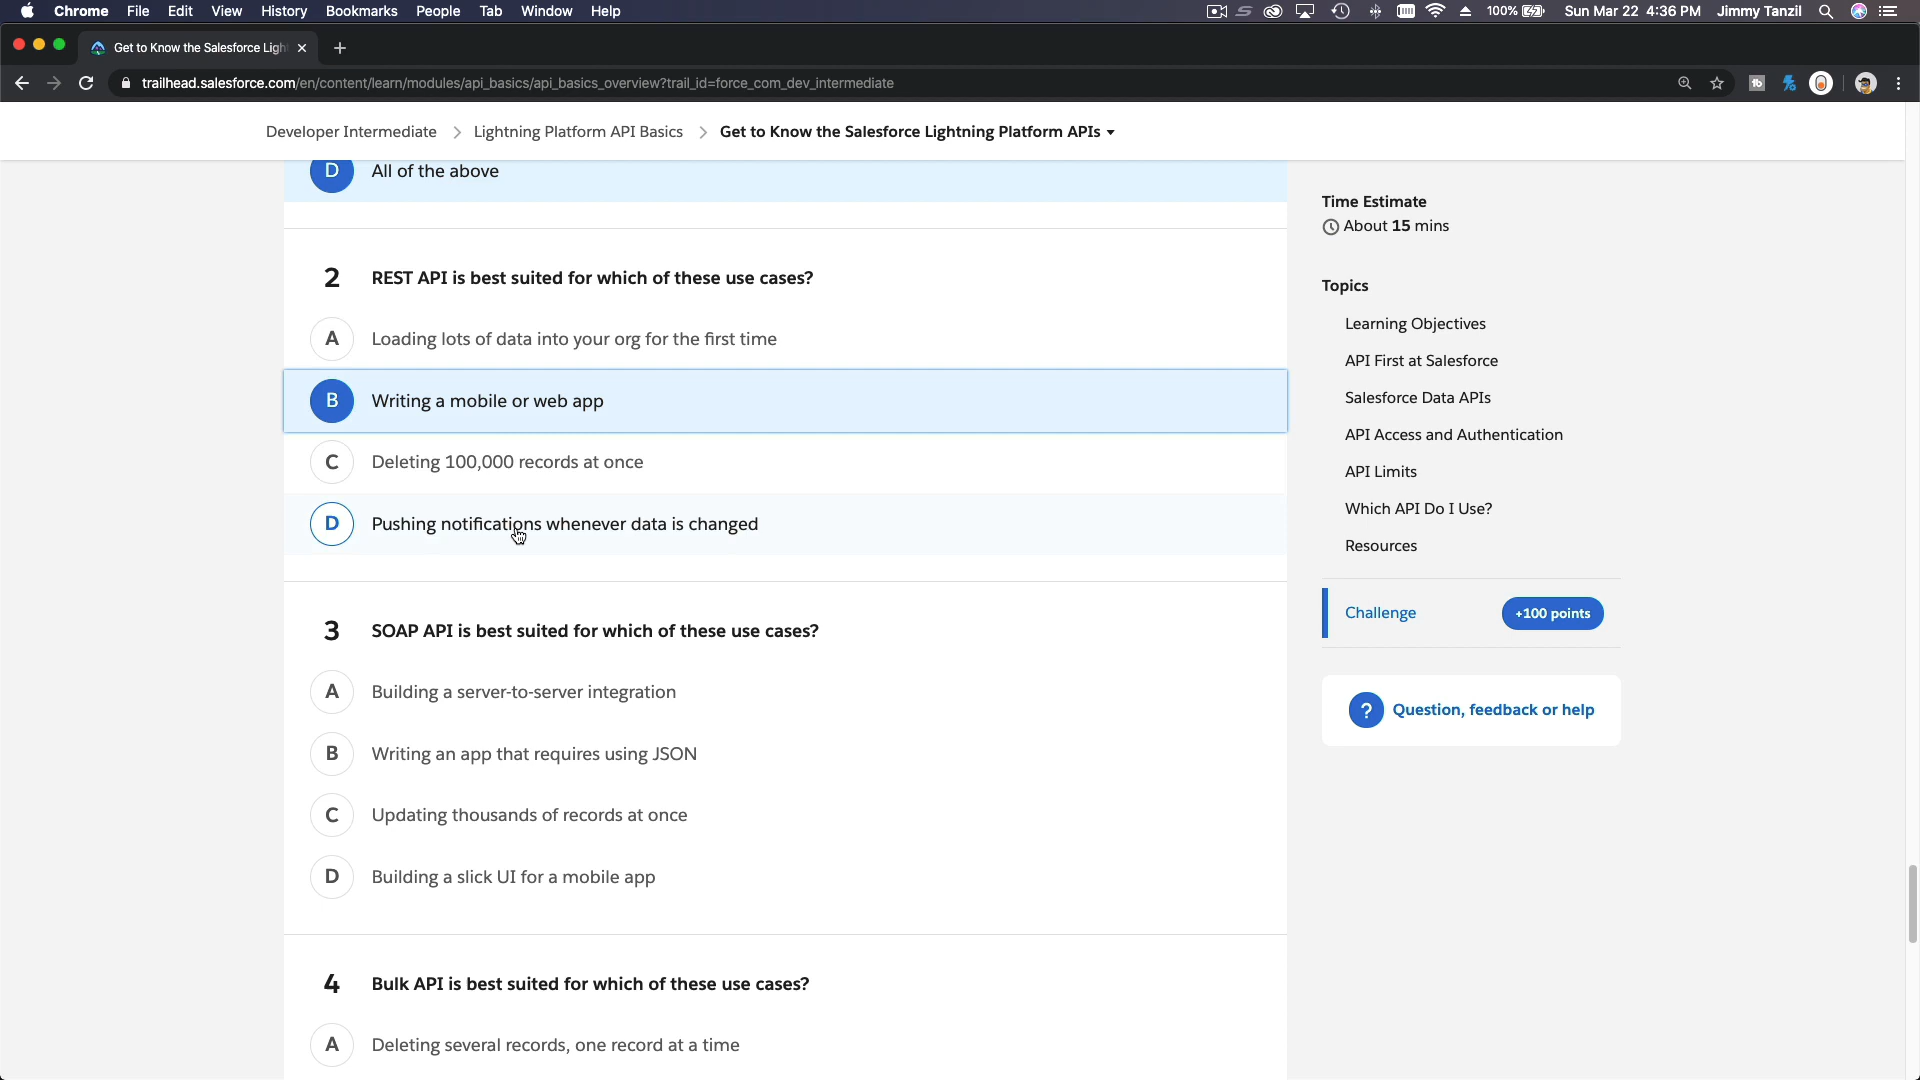 Chrome File Edit View History Bookmarks People Tab Window Help 100% Sun Mar 22 4:36 PM Jimmy Tanzil
Get to Know the Salesforce Ligh
trailhead.salesforce.com/en/content/learn/modules/api_basics/api_basics_overview?trail_id=force_com_dev_intermediate
Developer Intermediate > Lightning Platform API Basics > Get to Know the Salesforce Lightning Platform APIs
D All of the above
2 REST API is best suited for which of these use cases?
A Loading lots of data into your org for the first time
B Writing a mobile or web app
C Deleting 100,000 records at once
D Pushing notifications whenever data is changed
3 SOAP API is best suited for which of these use cases?
A Building a server-to-server integration
B Writing an app that requires using JSON
C Updating thousands of records at once
D Building a slick UI for a mobile app
4 Bulk API is best suited for which of these use cases?
A Deleting several records, one record at a time
Time Estimate
About 15 mins
Topics
Learning Objectives
API First at Salesforce
Salesforce Data APIs
API Access and Authentication
API Limits
Which API Do I Use?
Resources
Challenge +100 points
? Question, feedback or help